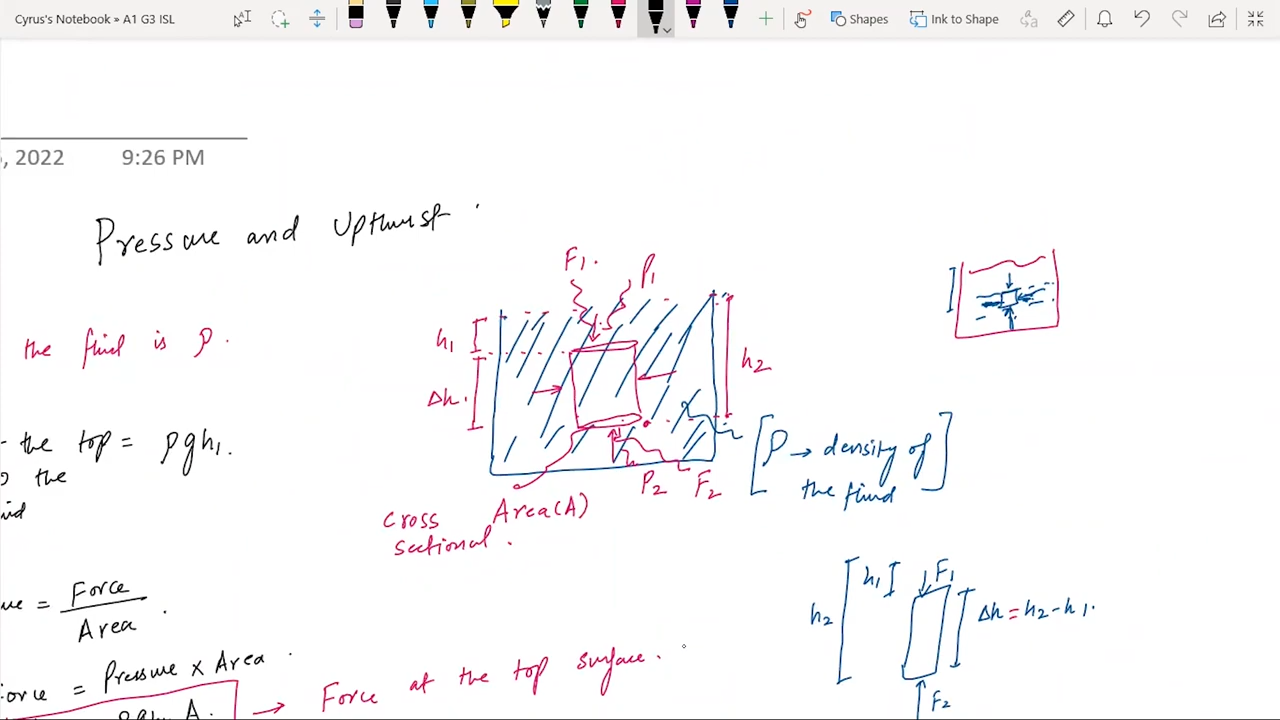 Cyrus's Notebook » A1 G3 ISL
Shapes
Ink to Shape
, 2022 9:26 PM
Pressure and Upthrust
F1. P1
h1
Δh.
h2
the fluid is ρ.
the top = ρgh1.
the
P2 F2
[ρ → density of
the fluid]
Cross Area (A)
sectional.
= Force
Area
h1 F1
h2
Δh = h2 - h1.
F2
= Pressure x Area
A. → Force at the top surface.